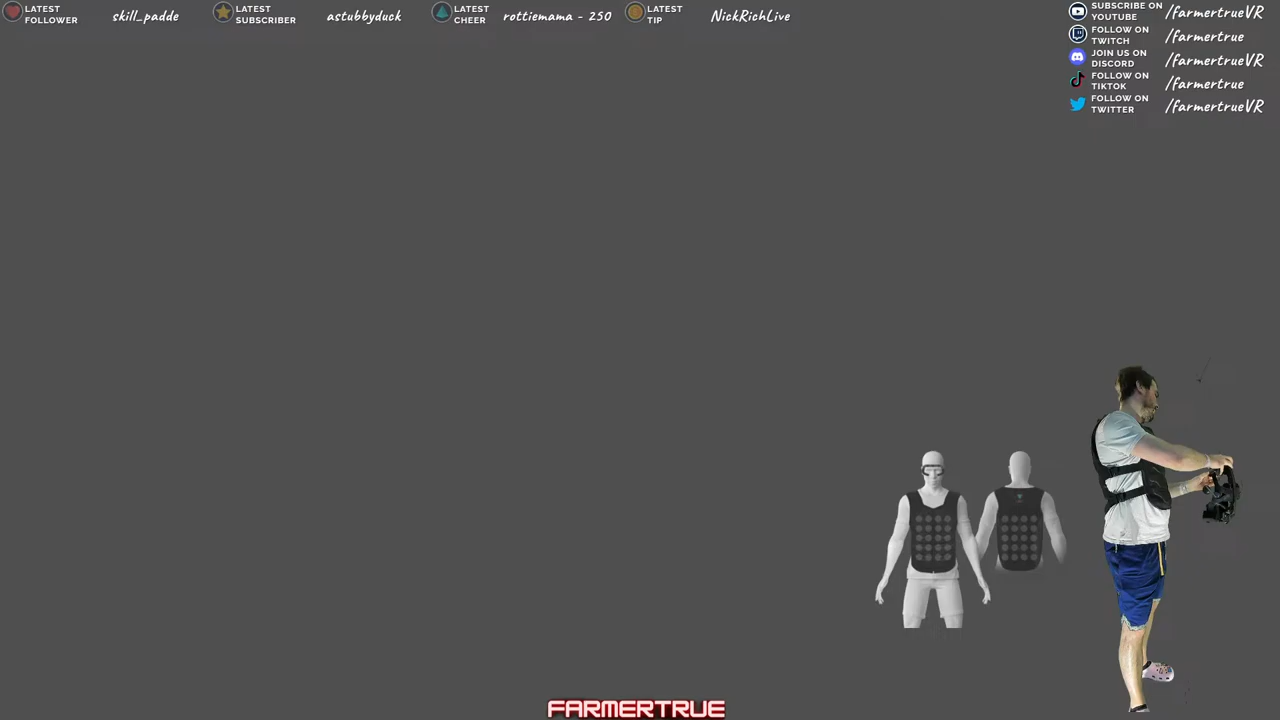 LATEST
FOLLOWER
skill_padde
LATEST
SUBSCRIBER
astubbyduck
LATEST
CHEER
rottiemama - 250
LATEST
TIP
NickRichLive
SUBSCRIBE ON
YOUTUBE
/farmertrueVR
FOLLOW ON
TWITCH
/farmertrue
JOIN US ON
DISCORD
/farmertrueVR
FOLLOW ON
TIKTOK
/farmertrue
FOLLOW ON
TWITTER
/farmertrueVR
FARMERTRUE